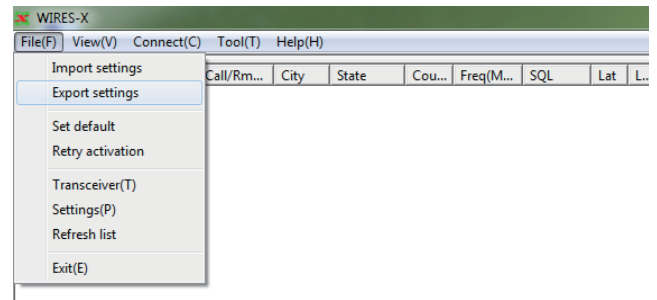 WIRES-X
File(F) View(V) Connect(C) Tool(T) Help(H)
Call/Rm... City State Cou... Freq(M... SQL Lat L...
Import settings
Export settings
Set default
Retry activation
Transceiver(T)
Settings(P)
Refresh list
Exit(E)